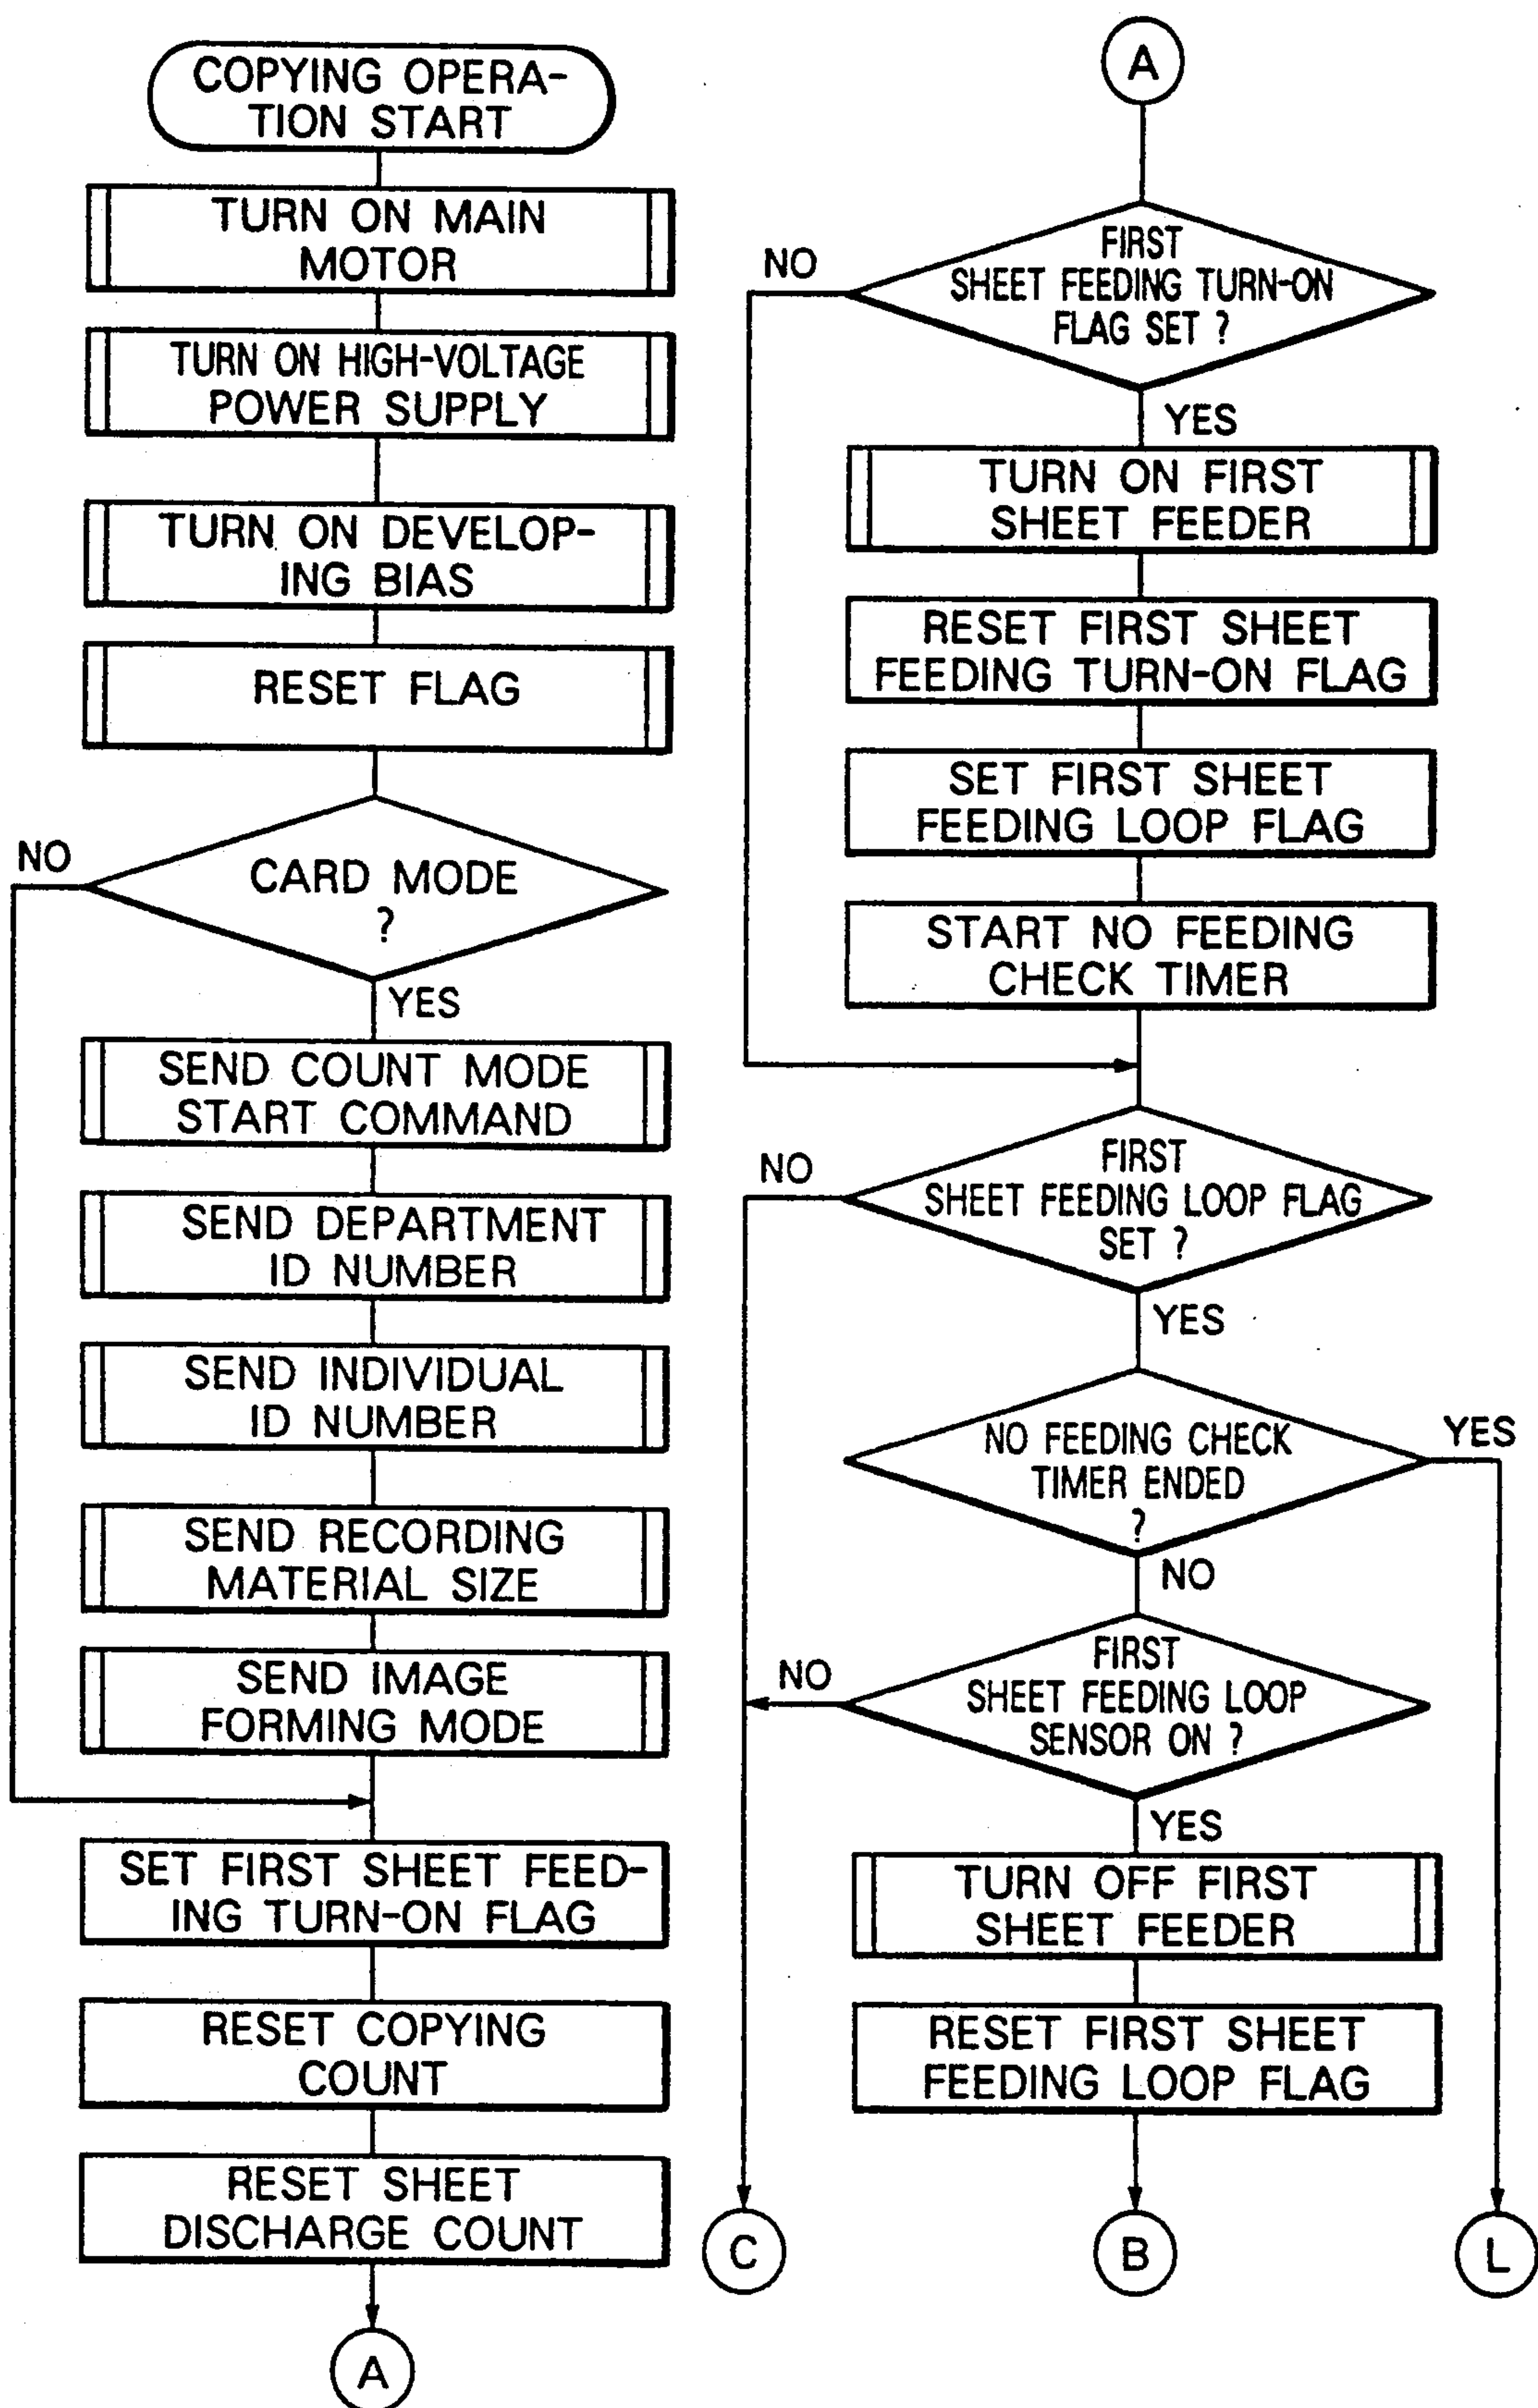 COPYING OPERA-
TION START
TURN ON MAIN
MOTOR
TURN ON HIGH-VOLTAGE
POWER SUPPLY
TURN ON DEVELOP-
ING BIAS
RESET FLAG
NO
CARD MODE
?
YES
SEND COUNT MODE
START COMMAND
SEND DEPARTMENT
ID NUMBER
SEND INDIVIDUAL
ID NUMBER
SEND RECORDING
MATERIAL SIZE
SEND IMAGE
FORMING MODE
SET FIRST SHEET FEED-
ING TURN-ON FLAG
RESET COPYING
COUNT
RESET SHEET
DISCHARGE COUNT
A
A
NO
FIRST
SHEET FEEDING TURN-ON
FLAG SET ?
YES
TURN ON FIRST
SHEET FEEDER
RESET FIRST SHEET
FEEDING TURN-ON FLAG
SET FIRST SHEET
FEEDING LOOP FLAG
START NO FEEDING
CHECK TIMER
NO
FIRST
SHEET FEEDING LOOP FLAG
SET ?
YES
NO FEEDING CHECK
TIMER ENDED
?
YES
NO
FIRST
SHEET FEEDING LOOP
SENSOR ON ?
NO
YES
TURN OFF FIRST
SHEET FEEDER
RESET FIRST SHEET
FEEDING LOOP FLAG
C
B
L